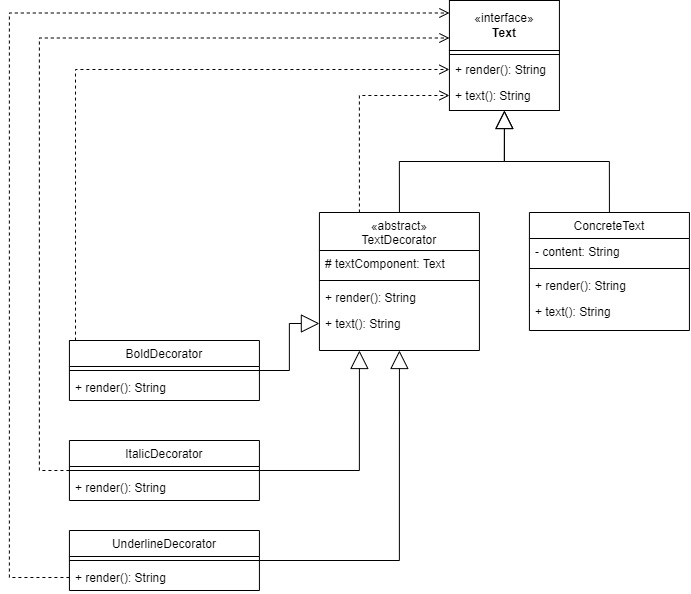 «interface»
Text
+ render(): String
+ text(): String
«abstract»
TextDecorator
# textComponent: Text
+ render(): String
+ text(): String
ConcreteText
- content: String
+ render(): String
+ text(): String
BoldDecorator
+ render(): String
ItalicDecorator
+ render(): String
UnderlineDecorator
+ render(): String